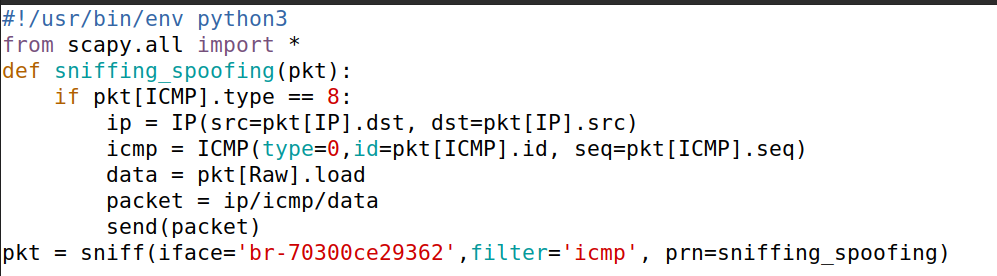 #!/usr/bin/env python3
from scapy.all import *
def sniffing_spoofing(pkt):
    if pkt[ICMP].type == 8:
        ip = IP(src=pkt[IP].dst, dst=pkt[IP].src)
        icmp = ICMP(type=0,id=pkt[ICMP].id, seq=pkt[ICMP].seq)
        data = pkt[Raw].load
        packet = ip/icmp/data
        send(packet)
pkt = sniff(iface='br-70300ce29362',filter='icmp', prn=sniffing_spoofing)